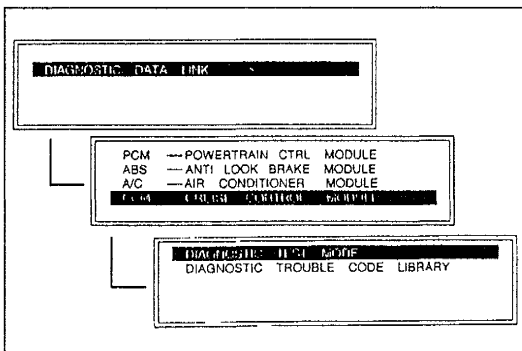 DIAGNOSTIC DATA LINK
PCM — POWERTRAIN CTRL MODULE
ABS — ANTI LOOK BRAKE MODULE
A/C — AIR CONDITIONER MODULE
CRUISE CONTROL MODULE
DIAGNOSTIC TEST MODE
DIAGNOSTIC TROUBLE CODE LIBRARY